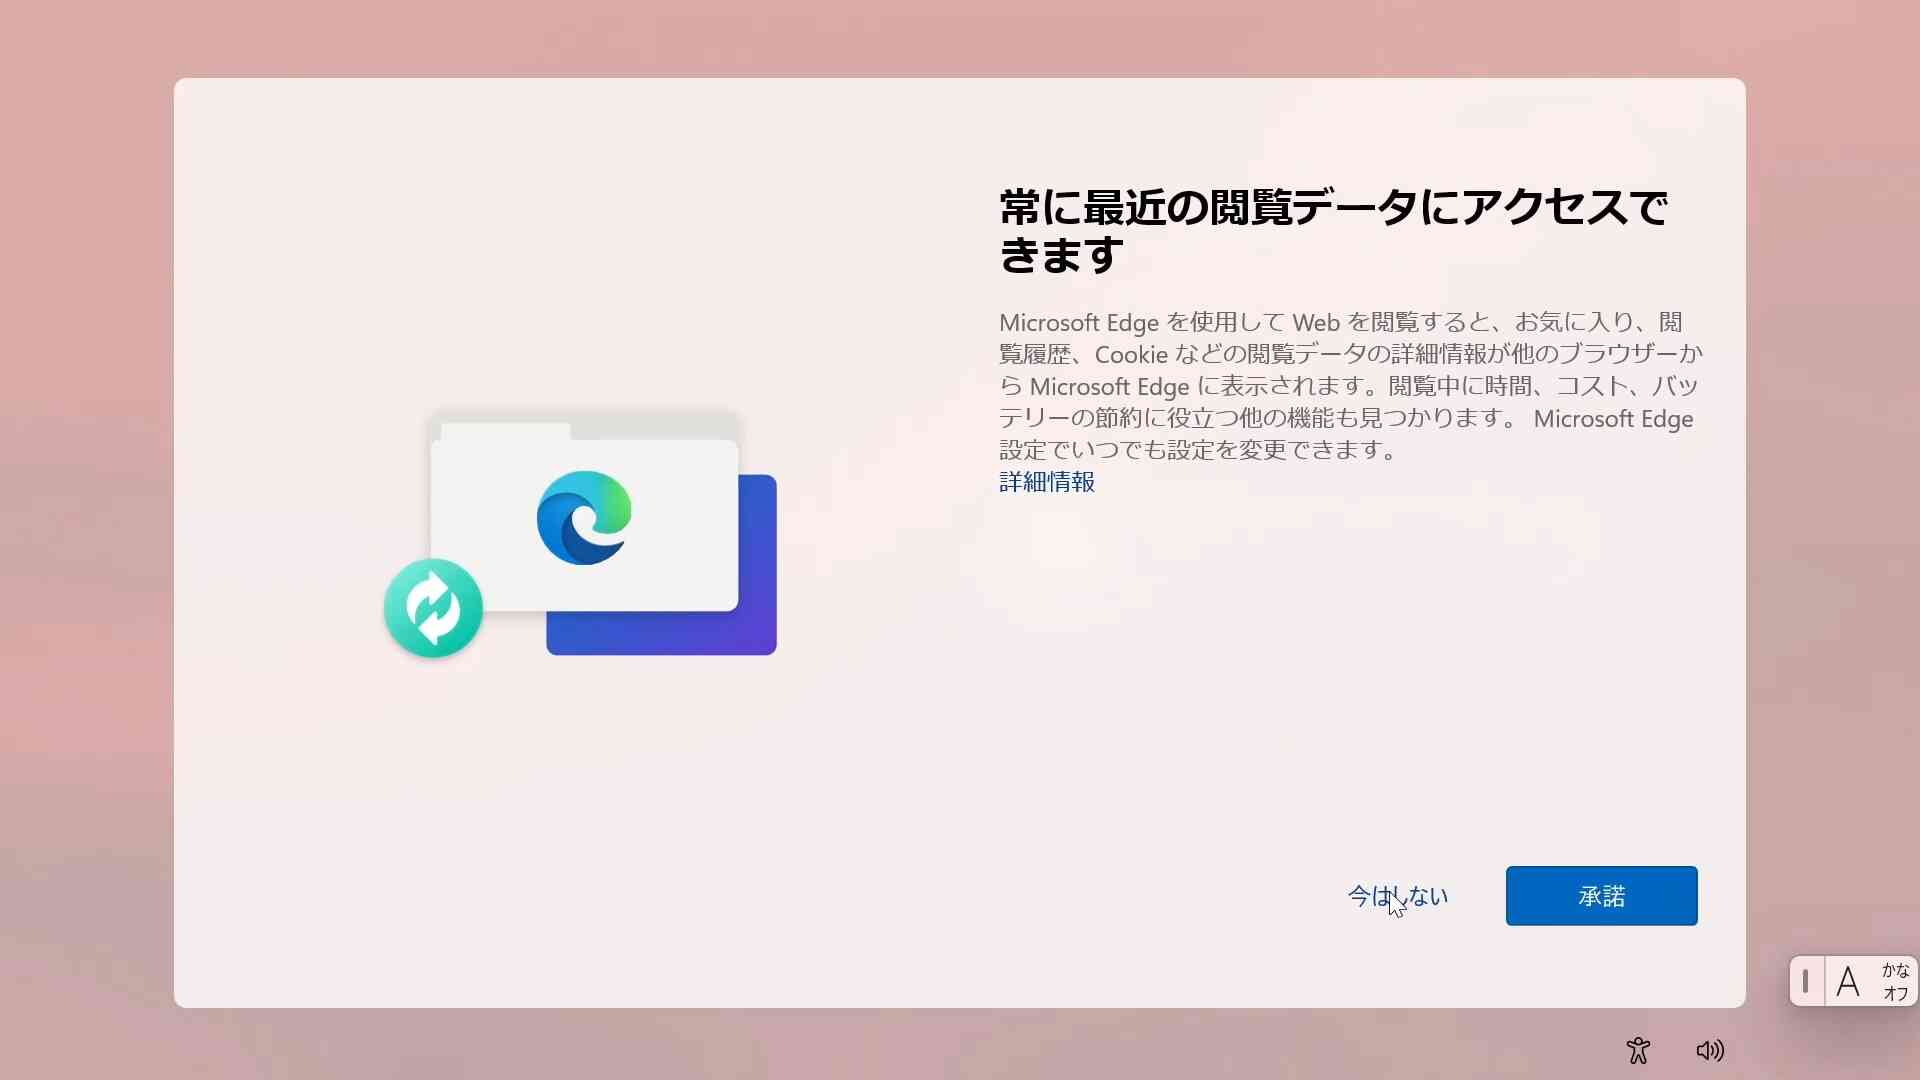 常に最近の閲覧データにアクセスで
きます
Microsoft Edge を使用して Web を閲覧すると、お気に入り、閲
覧履歴、Cookie などの閲覧データの詳細情報が他のブラウザーか
ら Microsoft Edge に表示されます。閲覧中に時間、コスト、バッ
テリーの節約に役立つ他の機能も見つかります。 Microsoft Edge
設定でいつでも設定を変更できます。
詳細情報
今はしない
承諾
A
かな
オフ